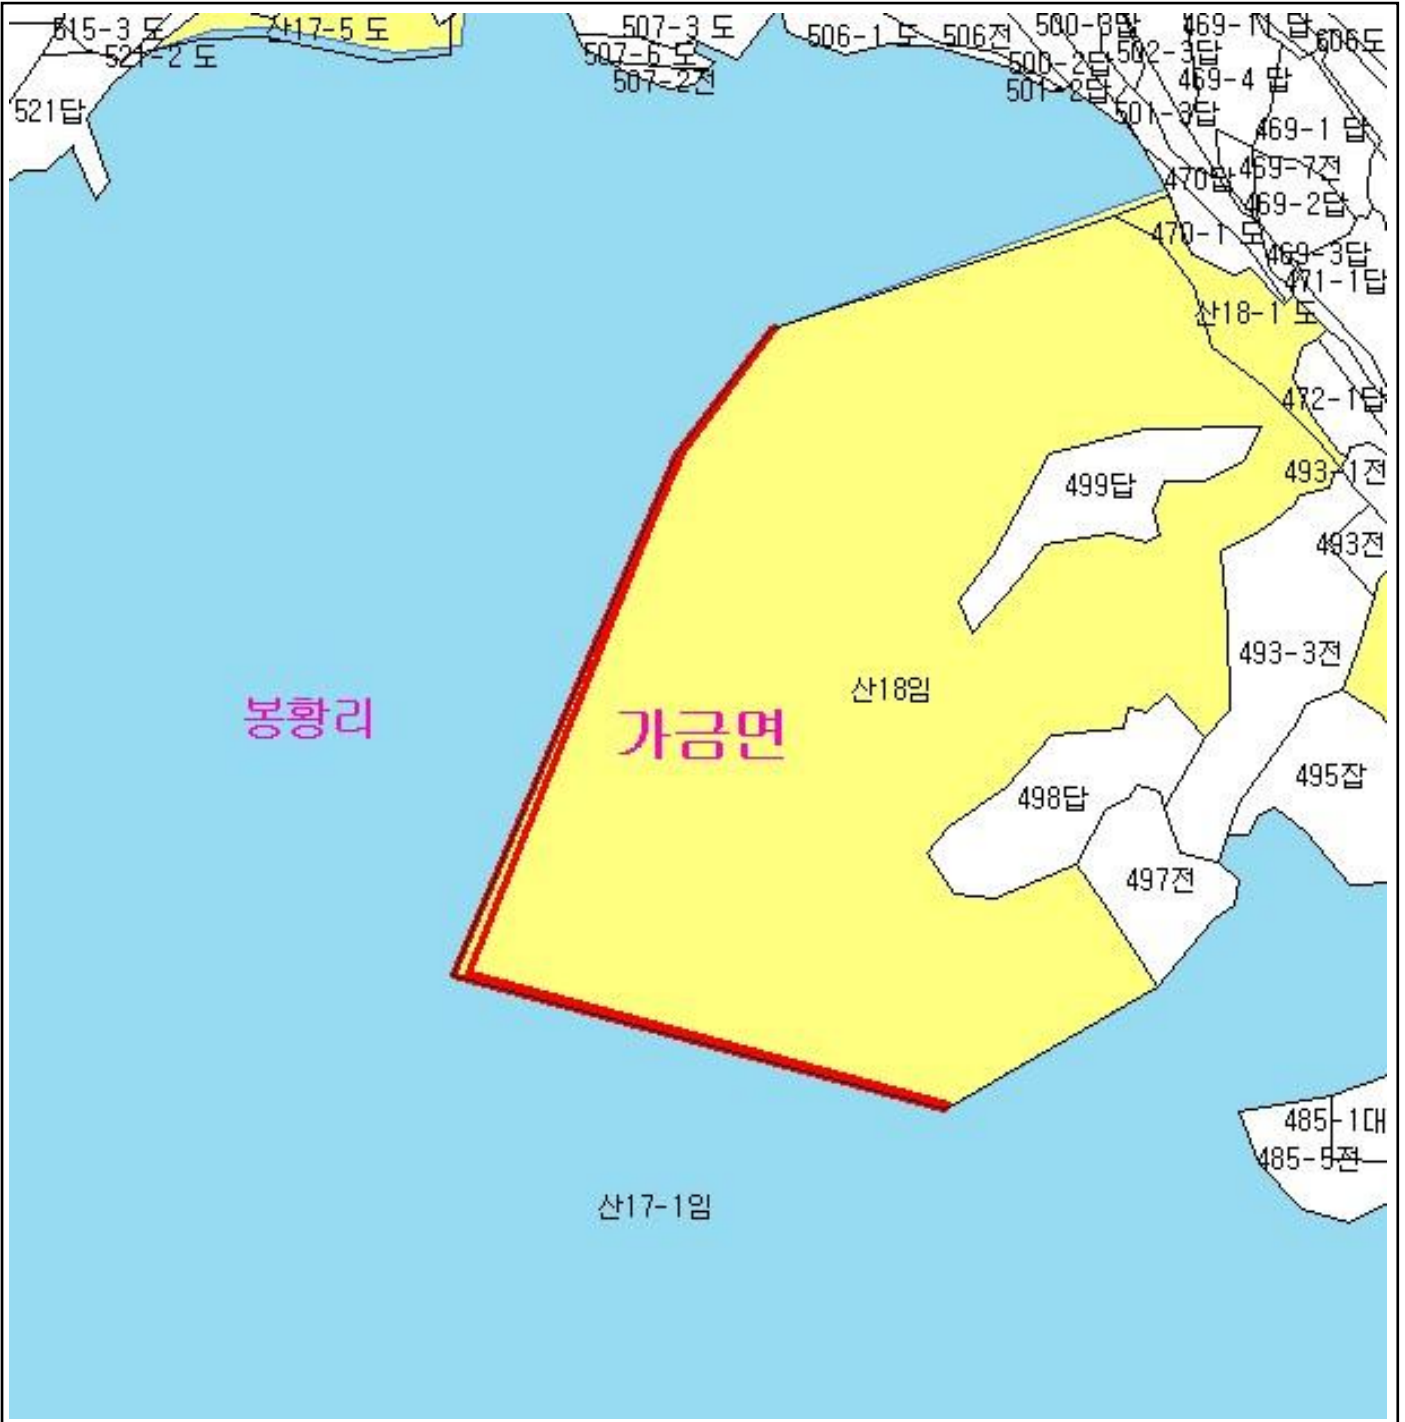 515-3 도
산17-5 도
507-3 도
506-1 도
506전
500-3답
469-11 답
606도
521-2 도
507-6 도
500-2답
502-3답
469-4 답
507-2전
501-2답
521답
501-3답
469-1 답
470답
469-7전
469-2답
470-1 도
469-3답
471-1답
산18-1 도
472-1답
499답
493-1전
493전
493-3전
산18임
봉황리
가금면
495잡
498답
497전
485-1대
485-5전
산17-1임